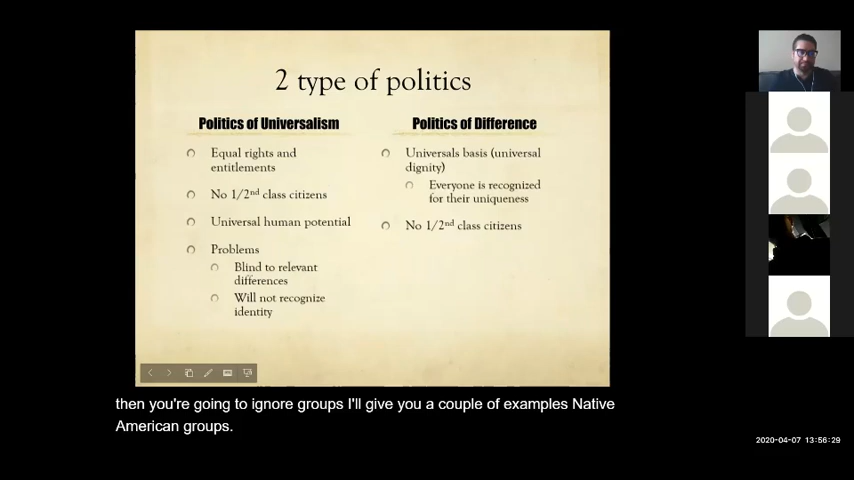 2 type of politics
Politics of Universalism
Equal rights and
entitlements
No 1/2nd class citizens
Universal human potential
Problems
Blind to relevant
differences
Will not recognize
identity
Politics of Difference
Universals basis (universal
dignity)
Everyone is recognized
for their uniqueness
No 1/2nd class citizens
then you're going to ignore groups I'll give you a couple of examples Native
American groups.
2020-04-07 13:56:29